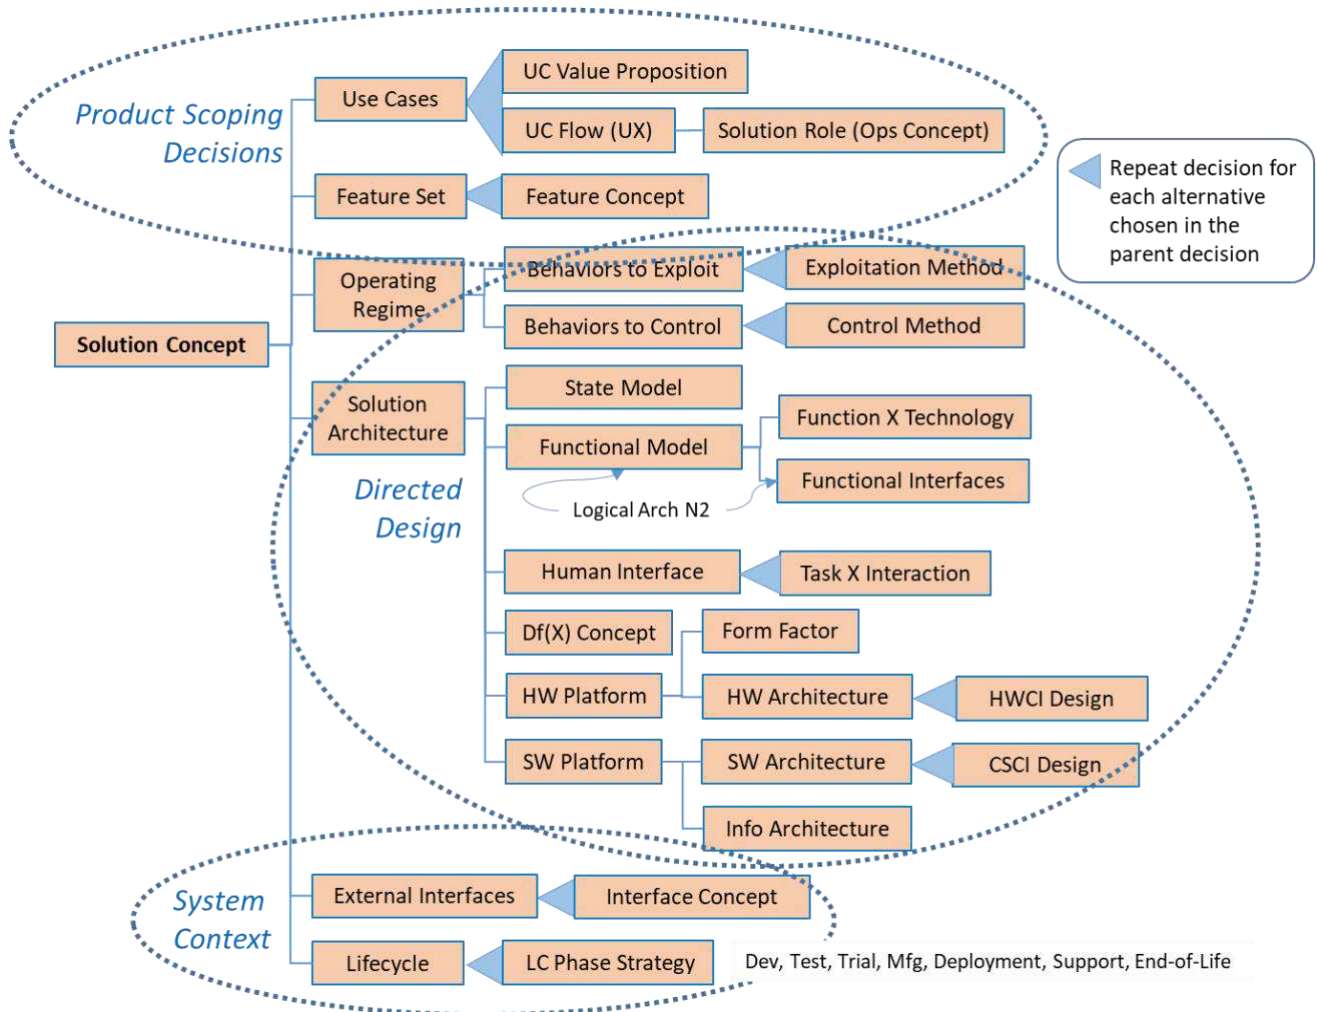 Product Scoping
Decisions
Use Cases
UC Value Proposition
UC Flow (UX)
Solution Role (Ops Concept)
Feature Set
Feature Concept
Repeat decision for
each alternative
chosen in the
parent decision
Operating
Regime
Behaviors to Exploit
Exploitation Method
Behaviors to Control
Control Method
Solution Concept
Solution
Architecture
State Model
Functional Model
Function X Technology
Functional Interfaces
Logical Arch N2
Directed
Design
Human Interface
Task X Interaction
Df(X) Concept
Form Factor
HW Platform
HW Architecture
HWCI Design
SW Platform
SW Architecture
CSCI Design
Info Architecture
System
Context
External Interfaces
Interface Concept
Lifecycle
LC Phase Strategy
Dev, Test, Trial, Mfg, Deployment, Support, End-of-Life